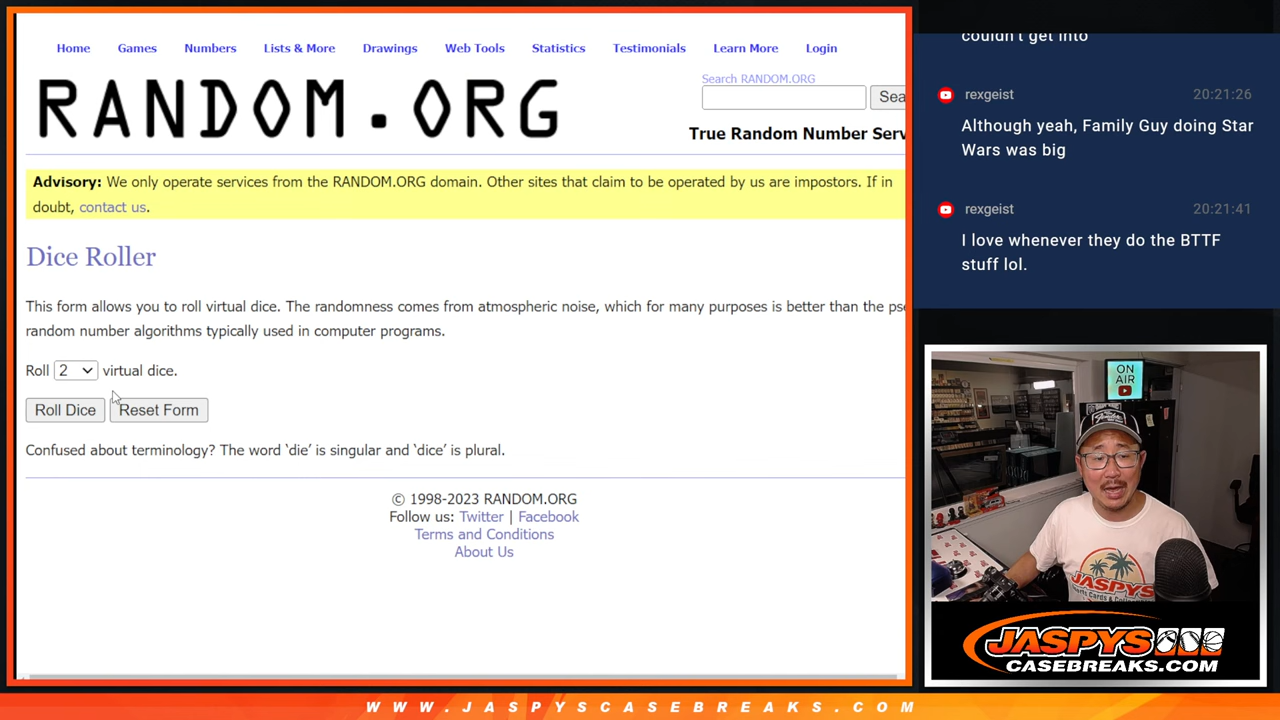 Home Games Numbers Lists & More Drawings Web Tools Statistics Testimonials Learn More Login
RANDOM.ORG
Search RANDOM.ORG
Sea
True Random Number Serv
Advisory: We only operate services from the RANDOM.ORG domain. Other sites that claim to be operated by us are impostors. If in
doubt, contact us.
Dice Roller
This form allows you to roll virtual dice. The randomness comes from atmospheric noise, which for many purposes is better than the pse
random number algorithms typically used in computer programs.
Roll 2 virtual dice.
Roll Dice Reset Form
Confused about terminology? The word ‘die’ is singular and ‘dice’ is plural.
© 1998-2023 RANDOM.ORG
Follow us: Twitter | Facebook
Terms and Conditions
About Us
couldn't get into
rexgeist 20:21:26
Although yeah, Family Guy doing Star
Wars was big
rexgeist 20:21:41
I love whenever they do the BTTF
stuff lol.
ON
AIR
JASPYS
JASPYS
CASEBREAKS.COM
WWW.JASPYSCASEBREAKS.COM